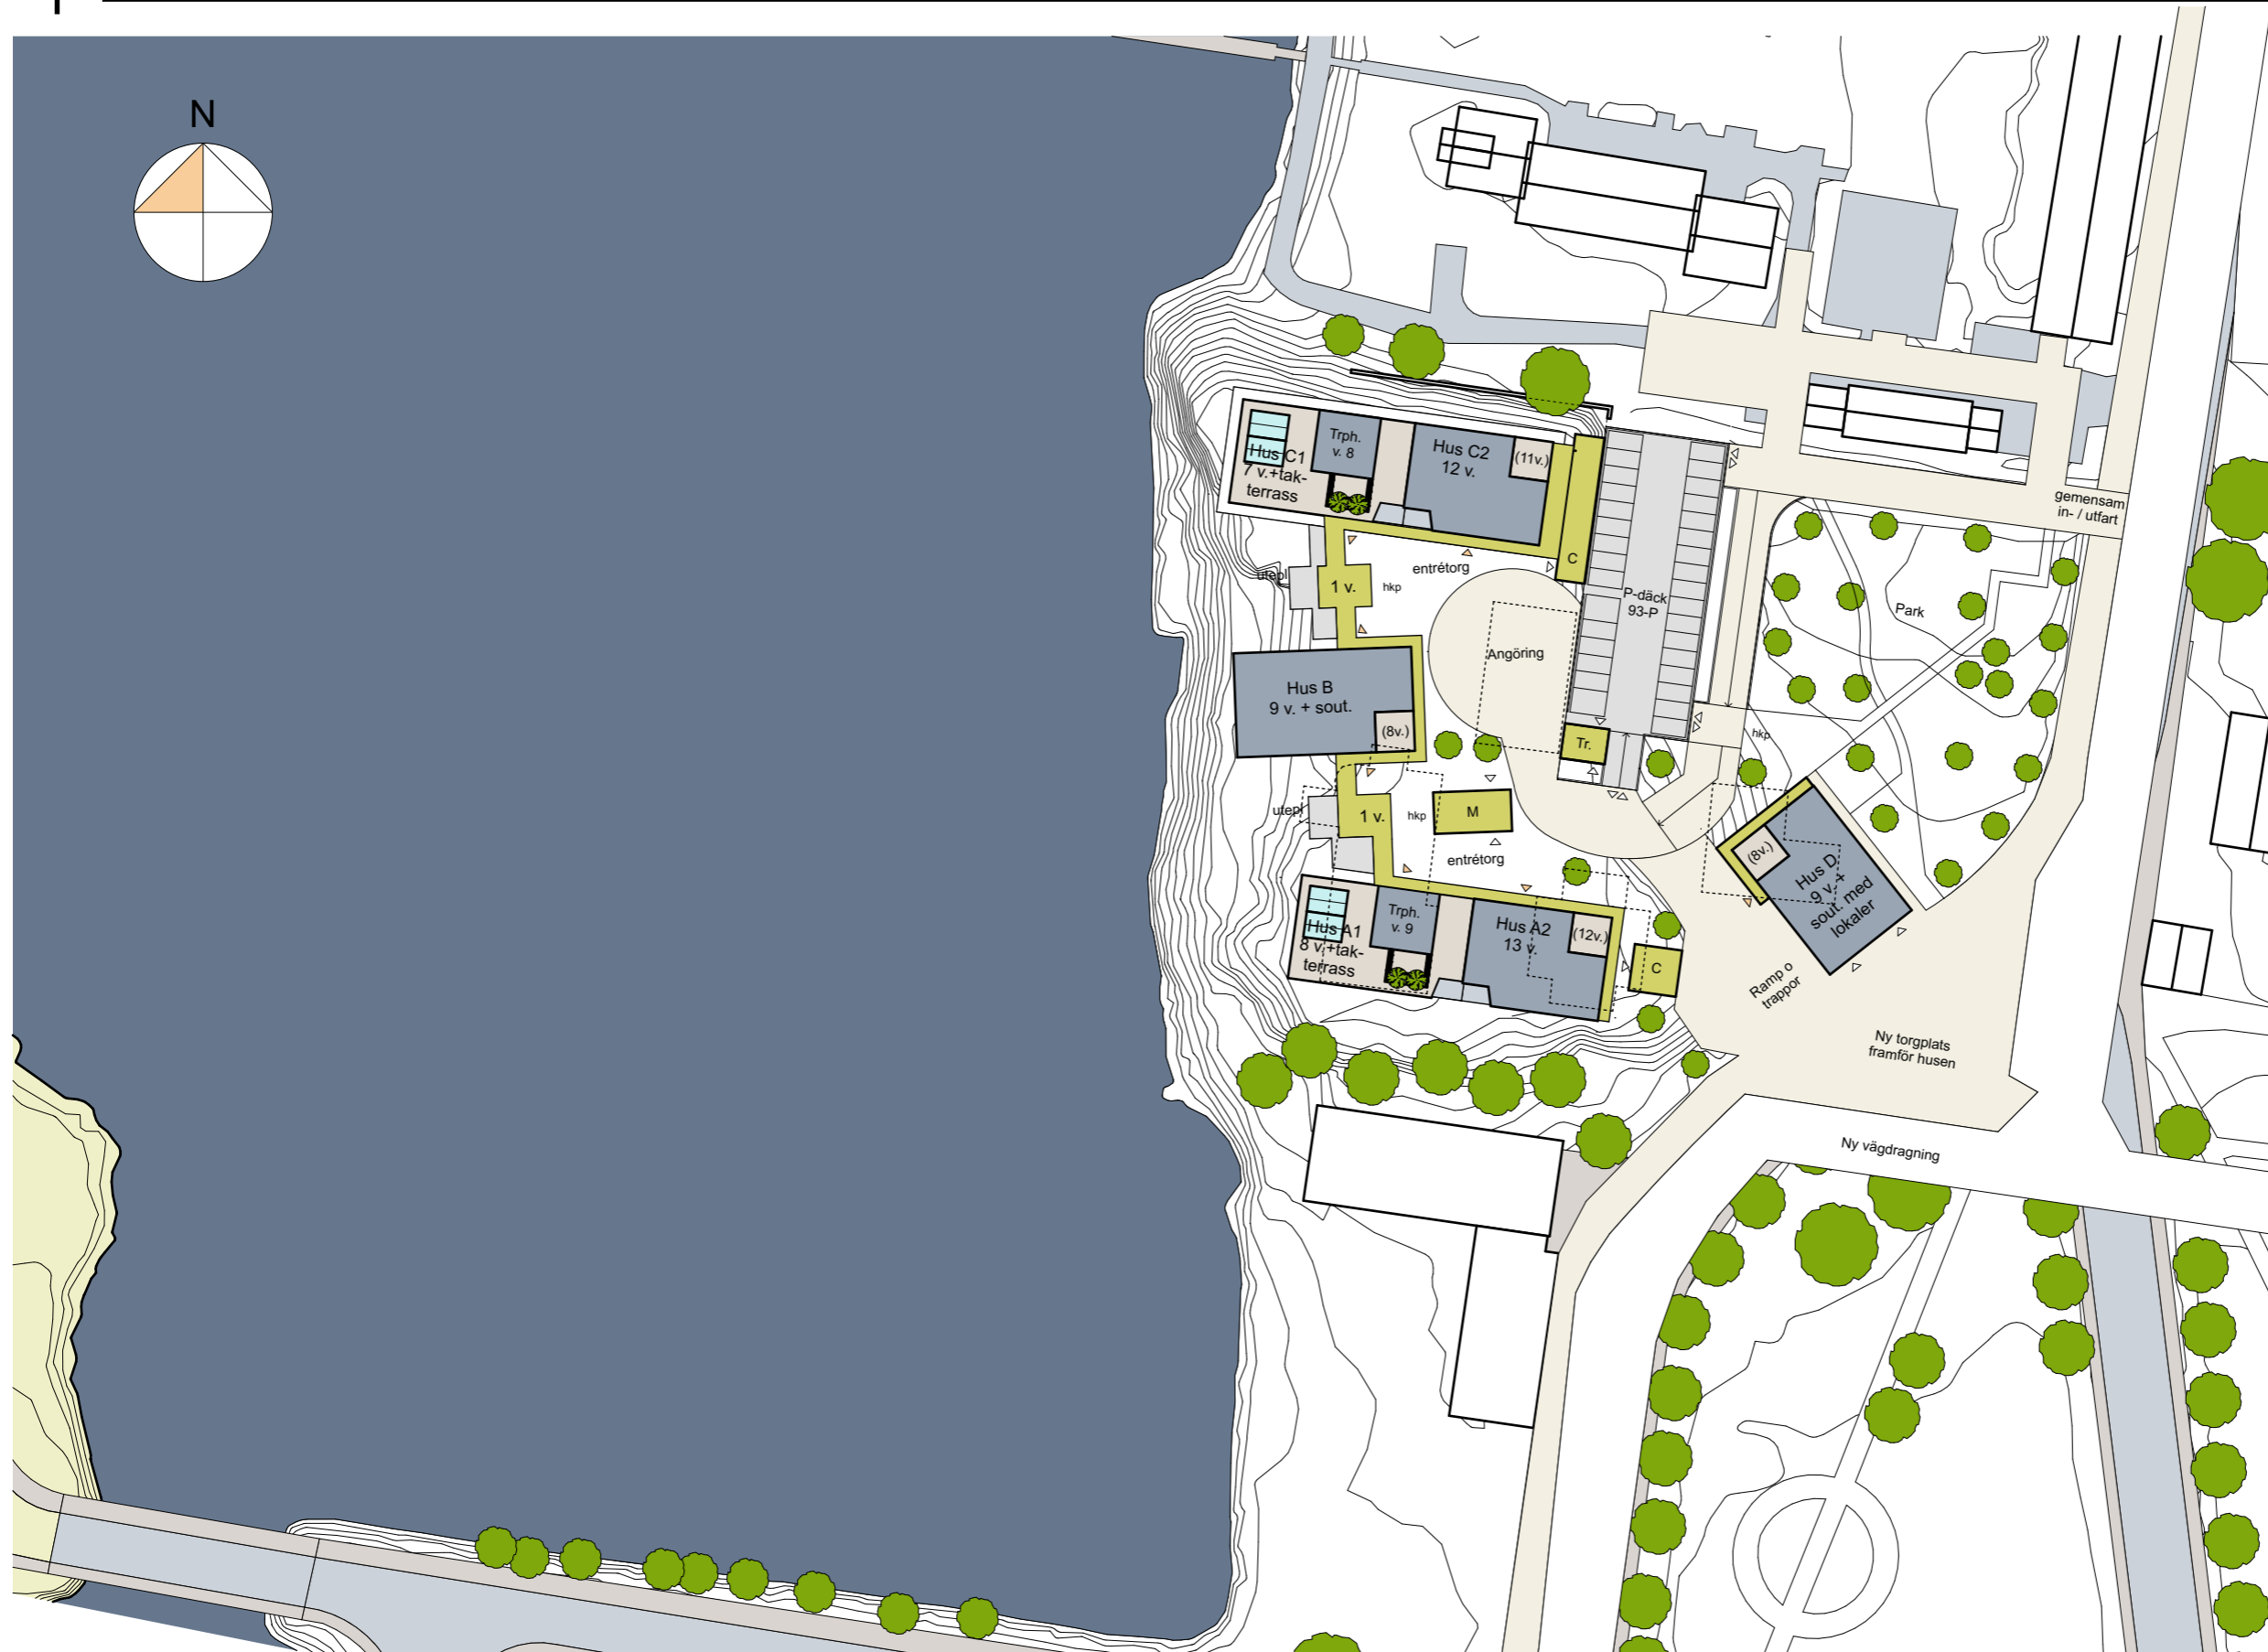 N
Trph.
v. 8
Hus C1
7 v.+tak-
terrass
Hus C2
12 v.
(11v.)
C
gemensam
in- / utfart
entrétorg
utepl
1 v.
hkp
P-däck
93-P
Park
Angöring
Hus B
9 v. + sout.
(8v.)
Tr.
hkp
utepl
1 v.
hkp
M
entrétorg
(8v.)
Hus D
9 v. +
sout. med
lokaler
Trph.
v. 9
Hus A1
8 v.+tak-
terrass
Hus A2
13 v.
(12v.)
C
Ramp o
trappor
Ny torgplats
framför husen
Ny vägdragning